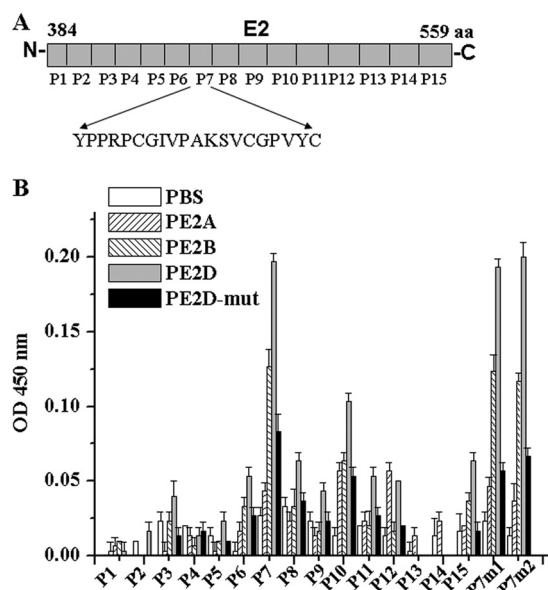 A
384 E2 559 aa
N- -C
P1 P2 P3 P4 P5 P6 P7 P8 P9 P10 P11 P12 P13 P14 P15
YPPRPCGIVPAKSVCGPVYC
B
PBS
PE2A
PE2B
PE2D
PE2D-mut
OD 450 nm
0.20
0.15
0.10
0.05
0.00
P1 P2 P3 P4 P5 P6 P7 P8 P9 P10 P11 P12 P13 P14 P15 P7m1 P7m2